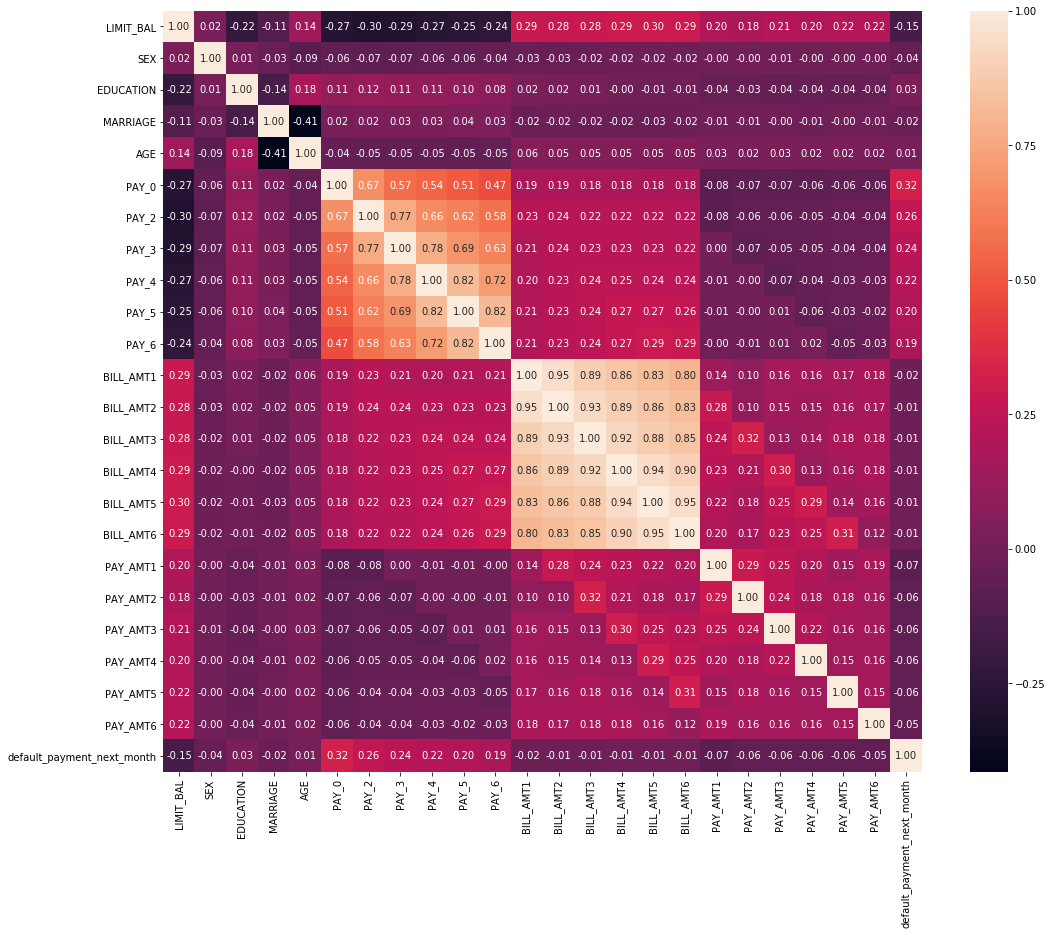 LIMIT_BAL 1.00 0.02 -0.22 -0.11 0.14 -0.27 -0.30 -0.29 -0.27 -0.25 -0.24 0.29 0.28 0.28 0.29 0.30 0.29 0.20 0.18 0.21 0.20 0.22 0.22 -0.15 1.00
SEX 0.02 1.00 0.01 -0.03 -0.09 -0.06 -0.07 -0.07 -0.06 -0.06 -0.04 -0.03 -0.03 -0.02 -0.02 -0.02 -0.02 -0.00 -0.00 -0.01 -0.00 -0.00 -0.00 -0.04
EDUCATION -0.22 0.01 1.00 -0.14 0.18 0.11 0.12 0.11 0.11 0.10 0.08 0.02 0.02 0.01 -0.00 -0.01 -0.01 -0.04 -0.03 -0.04 -0.04 -0.04 -0.04 0.03
MARRIAGE -0.11 -0.03 -0.14 1.00 -0.41 0.02 0.02 0.03 0.03 0.04 0.03 -0.02 -0.02 -0.02 -0.02 -0.03 -0.02 -0.01 -0.01 -0.00 -0.01 -0.00 -0.01 -0.02
AGE 0.14 -0.09 0.18 -0.41 1.00 -0.04 -0.05 -0.05 -0.05 -0.05 -0.05 0.06 0.05 0.05 0.05 0.05 0.05 0.03 0.02 0.03 0.02 0.02 0.02 0.01
PAY_0 -0.27 -0.06 0.11 0.02 -0.04 1.00 0.67 0.57 0.54 0.51 0.47 0.19 0.19 0.18 0.18 0.18 0.18 -0.08 -0.07 -0.07 -0.06 -0.06 -0.06 0.32
PAY_2 -0.30 -0.07 0.12 0.02 -0.05 0.67 1.00 0.77 0.66 0.62 0.58 0.23 0.24 0.22 0.22 0.22 0.22 -0.08 -0.06 -0.06 -0.05 -0.04 -0.04 0.26
0.75
PAY_3 -0.29 -0.07 0.11 0.03 -0.05 0.57 0.77 1.00 0.78 0.69 0.63 0.21 0.24 0.23 0.23 0.23 0.22 0.00 -0.07 -0.05 -0.05 -0.04 -0.04 0.24
PAY_4 -0.27 -0.06 0.11 0.03 -0.05 0.54 0.66 0.78 1.00 0.82 0.72 0.20 0.23 0.24 0.25 0.24 0.24 -0.01 -0.00 -0.07 -0.04 -0.03 -0.03 0.22
0.50
PAY_5 -0.25 -0.06 0.10 0.04 -0.05 0.51 0.62 0.69 0.82 1.00 0.82 0.21 0.23 0.24 0.27 0.27 0.26 -0.01 -0.00 0.01 -0.06 -0.03 -0.02 0.20
PAY_6 -0.24 -0.04 0.08 0.03 -0.05 0.47 0.58 0.63 0.72 0.82 1.00 0.21 0.23 0.24 0.27 0.29 0.29 -0.00 -0.01 0.01 0.02 -0.05 -0.03 0.19
BILL_AMT1 0.29 -0.03 0.02 -0.02 0.06 0.19 0.23 0.21 0.20 0.21 0.21 1.00 0.95 0.89 0.86 0.83 0.80 0.14 0.10 0.16 0.16 0.17 0.18 -0.02
BILL_AMT2 0.28 -0.03 0.02 -0.02 0.05 0.19 0.24 0.24 0.23 0.23 0.23 0.95 1.00 0.93 0.89 0.86 0.83 0.28 0.10 0.15 0.15 0.16 0.17 -0.01
0.25
BILL_AMT3 0.28 -0.02 0.01 -0.02 0.05 0.18 0.22 0.23 0.24 0.24 0.24 0.89 0.93 1.00 0.92 0.88 0.85 0.24 0.32 0.13 0.14 0.18 0.18 -0.01
BILL_AMT4 0.29 -0.02 -0.00 -0.02 0.05 0.18 0.22 0.23 0.25 0.27 0.27 0.86 0.89 0.92 1.00 0.94 0.90 0.23 0.21 0.30 0.13 0.16 0.18 -0.01
BILL_AMT5 0.30 -0.02 -0.01 -0.03 0.05 0.18 0.22 0.23 0.24 0.27 0.29 0.83 0.86 0.88 0.94 1.00 0.95 0.22 0.18 0.25 0.29 0.14 0.16 -0.01
BILL_AMT6 0.29 -0.02 -0.01 -0.02 0.05 0.18 0.22 0.22 0.24 0.26 0.29 0.80 0.83 0.85 0.90 0.95 1.00 0.20 0.17 0.23 0.25 0.31 0.12 -0.01
0.00
PAY_AMT1 0.20 -0.00 -0.04 -0.01 0.03 -0.08 -0.08 0.00 -0.01 -0.01 -0.00 0.14 0.28 0.24 0.23 0.22 0.20 1.00 0.29 0.25 0.20 0.15 0.19 -0.07
PAY_AMT2 0.18 -0.00 -0.03 -0.01 0.02 -0.07 -0.06 -0.07 -0.00 -0.00 -0.01 0.10 0.10 0.32 0.21 0.18 0.17 0.29 1.00 0.24 0.18 0.18 0.16 -0.06
PAY_AMT3 0.21 -0.01 -0.04 -0.00 0.03 -0.07 -0.06 -0.05 -0.07 0.01 0.01 0.16 0.15 0.13 0.30 0.25 0.23 0.25 0.24 1.00 0.22 0.16 0.16 -0.06
PAY_AMT4 0.20 -0.00 -0.04 -0.01 0.02 -0.06 -0.05 -0.05 -0.04 -0.06 0.02 0.16 0.15 0.14 0.13 0.29 0.25 0.20 0.18 0.22 1.00 0.15 0.16 -0.06
-0.25
PAY_AMT5 0.22 -0.00 -0.04 -0.00 0.02 -0.06 -0.04 -0.04 -0.03 -0.03 -0.05 0.17 0.16 0.18 0.16 0.14 0.31 0.15 0.18 0.16 0.15 1.00 0.15 -0.06
PAY_AMT6 0.22 -0.00 -0.04 -0.01 0.02 -0.06 -0.04 -0.04 -0.03 -0.02 -0.03 0.18 0.17 0.18 0.18 0.16 0.12 0.19 0.16 0.16 0.16 0.15 1.00 -0.05
default_payment_next_month -0.15 -0.04 0.03 -0.02 0.01 0.32 0.26 0.24 0.22 0.20 0.19 -0.02 -0.01 -0.01 -0.01 -0.01 -0.01 -0.07 -0.06 -0.06 -0.06 -0.06 -0.05 1.00
LIMIT_BAL
SEX
EDUCATION
MARRIAGE
AGE
PAY_0
PAY_2
PAY_3
PAY_4
PAY_5
PAY_6
BILL_AMT1
BILL_AMT2
BILL_AMT3
BILL_AMT4
BILL_AMT5
BILL_AMT6
PAY_AMT1
PAY_AMT2
PAY_AMT3
PAY_AMT4
PAY_AMT5
PAY_AMT6
default_payment_next_month